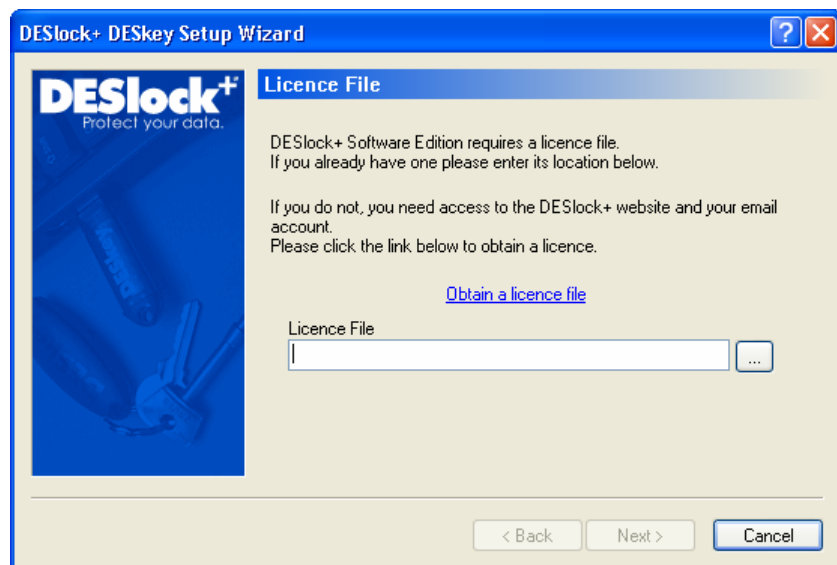 DESlock+ DESkey Setup Wizard
DESlock+
Protect your data.
DESkey
Licence File
DESlock+ Software Edition requires a licence file.
If you already have one please enter its location below.
If you do not, you need access to the DESlock+ website and your email
account.
Please click the link below to obtain a licence.
Obtain a licence file
Licence File
...
< Back Next > Cancel